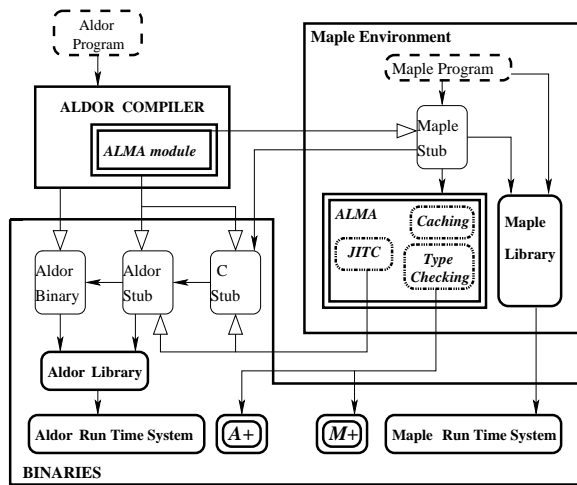 Aldor
Program
Maple Environment
Maple Program
ALDOR COMPILER
ALMA module
Maple
Stub
ALMA
Caching
JITC
Type
Checking
Maple
Library
Aldor
Binary
Aldor
Stub
C
Stub
Aldor Library
Aldor Run Time System
A+
M+
Maple Run Time System
BINARIES